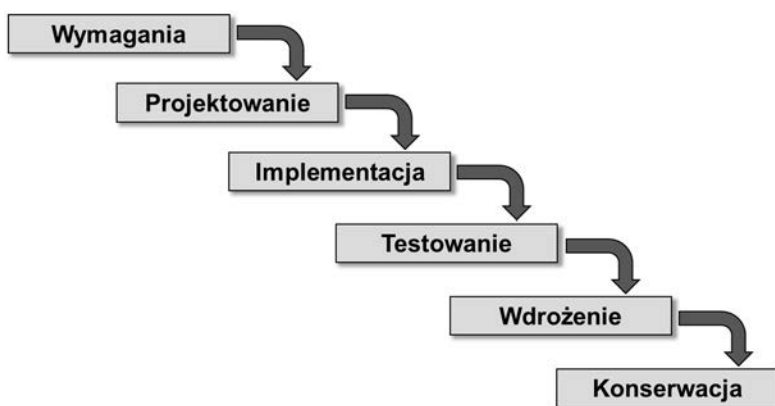 Wymagania
Projektowanie
Implementacja
Testowanie
Wdrożenie
Konserwacja